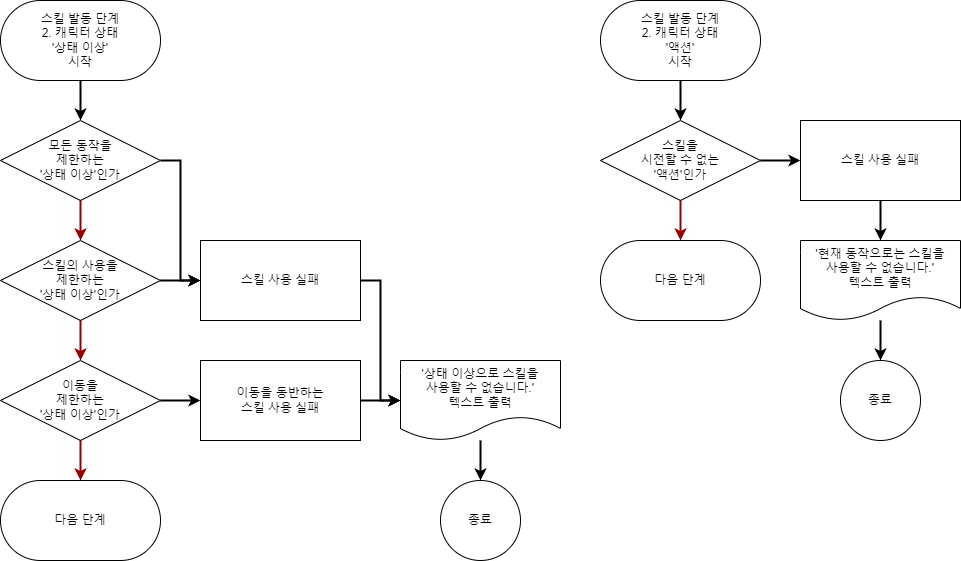 스킬 발동 단계
2. 캐릭터 상태
'상태 이상'
시작
모든 동작을
제한하는
'상태 이상'인가
스킬의 사용을
제한하는
'상태 이상'인가
스킬 사용 실패
이동을
제한하는
'상태 이상'인가
이동을 동반하는
스킬 사용 실패
'상태 이상으로 스킬을
사용할 수 없습니다.'
텍스트 출력
다음 단계
종료
스킬 발동 단계
2. 캐릭터 상태
'액션'
시작
스킬을
시전할 수 없는
'액션'인가
스킬 사용 실패
다음 단계
'현재 동작으로는 스킬을
사용할 수 없습니다.'
텍스트 출력
종료